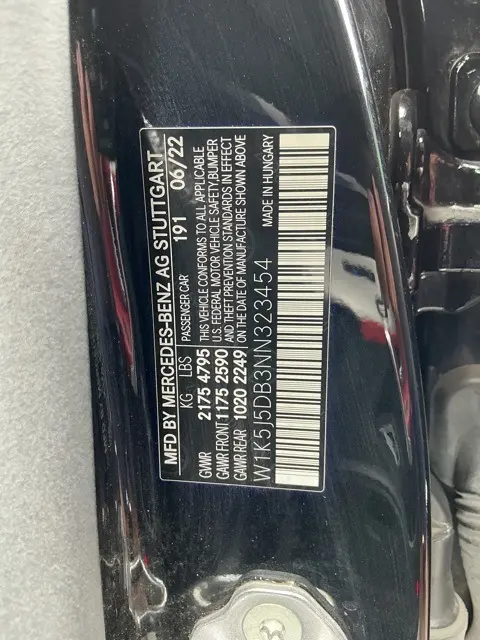 MFD BY MERCEDES-BENZ AG STUTTGART
KG LBS PASSENGER CAR 191 06/22
GVWR 2175 4795 THIS VEHICLE CONFORMS TO ALL APPLICABLE
U.S. FEDERAL MOTOR VEHICLE SAFETY, BUMPER
GAWR FRONT 1175 2590 AND THEFT PREVENTION STANDARDS IN EFFECT
GAWR REAR 1020 2249 ON THE DATE OF MANUFACTURE SHOWN ABOVE
W1K5J5DB3NN323454 MADE IN HUNGARY